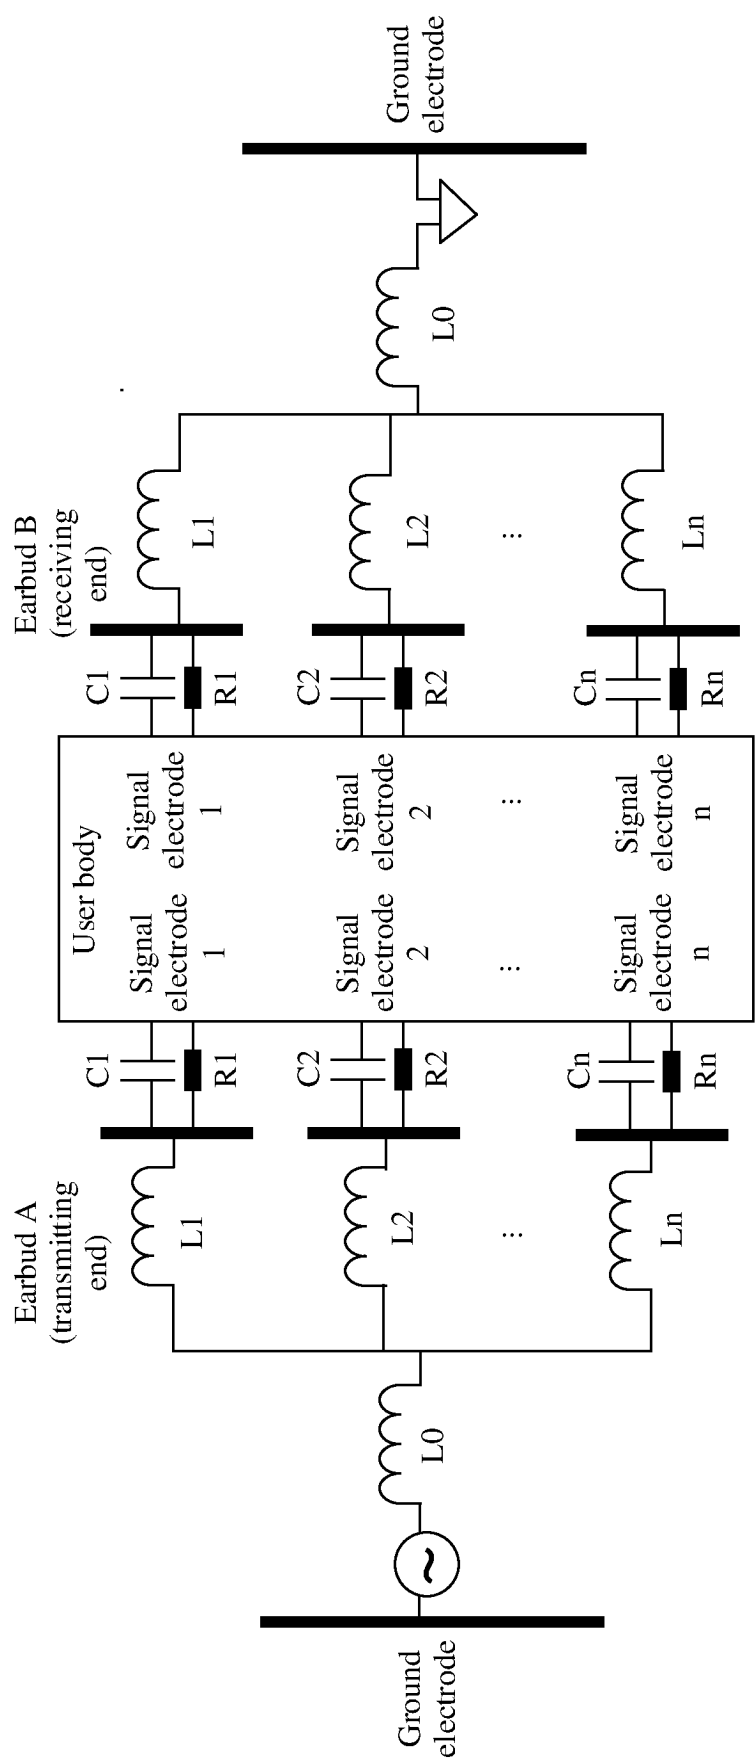 Earbud A
(transmitting
end)
Earbud B
(receiving
end)
User body
Ground
electrode
L0
L1
C1
R1
Signal
electrode
1
Signal
electrode
1
C1
R1
L1
L2
C2
R2
Signal
electrode
2
Signal
electrode
2
C2
R2
L2
L0
Ground
electrode
...
...
...
...
Ln
Cn
Rn
Signal
electrode
n
Signal
electrode
n
Cn
Rn
Ln